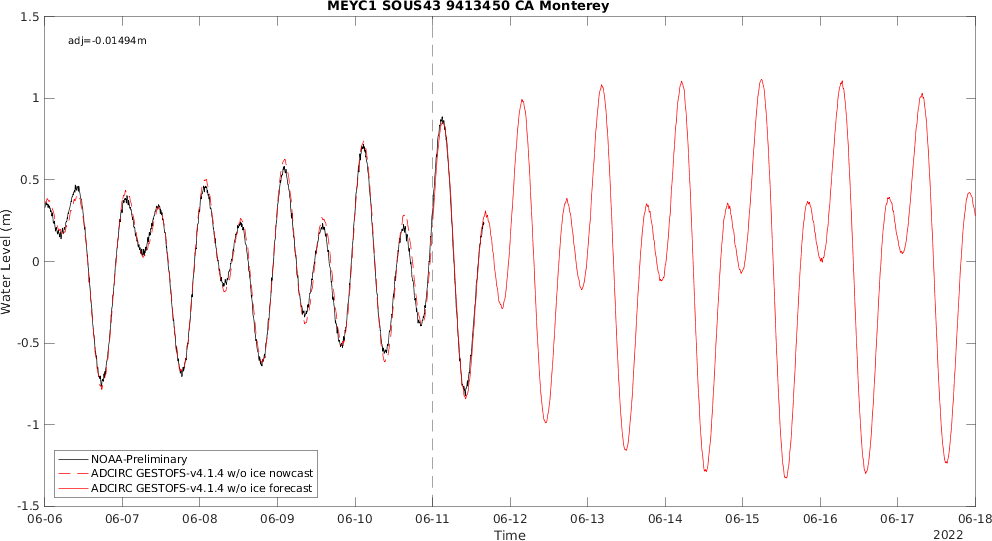 MEYC1 SOUS43 9413450 CA Monterey
adj=-0.01494m
1.5
1
0.5
0
-0.5
-1
-1.5
Water Level (m)
NOAA-Preliminary
ADCIRC GESTOFS-v4.1.4 w/o ice nowcast
ADCIRC GESTOFS-v4.1.4 w/o ice forecast
06-06 06-07 06-08 06-09 06-10 06-11 06-12 06-13 06-14 06-15 06-16 06-17 06-18
Time
2022